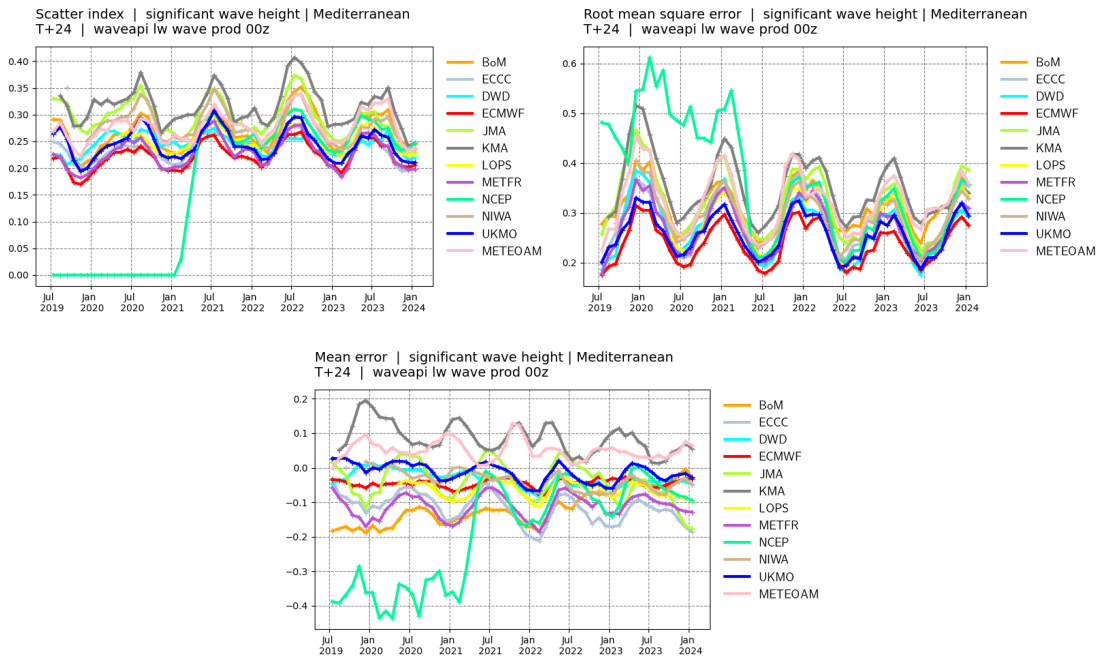 Scatter index | significant wave height | Mediterranean
T+24 | waveapi lw wave prod 00z
0.40
0.35
0.30
0.25
0.20
0.15
0.10
0.05
0.00
Jul Jan Jul Jan Jul Jan Jul Jan Jul Jan
2019 2020 2020 2021 2021 2022 2022 2023 2023 2024
BoM
ECCC
DWD
ECMWF
JMA
KMA
LOPS
METFR
NCEP
NIWA
UKMO
METEOAM
Root mean square error | significant wave height | Mediterranean
T+24 | waveapi lw wave prod 00z
0.6
0.5
0.4
0.3
0.2
Jul Jan Jul Jan Jul Jan Jul Jan Jul Jan
2019 2020 2020 2021 2021 2022 2022 2023 2023 2024
BoM
ECCC
DWD
ECMWF
JMA
KMA
LOPS
METFR
NCEP
NIWA
UKMO
METEOAM
Mean error | significant wave height | Mediterranean
T+24 | waveapi lw wave prod 00z
0.2
0.1
0.0
−0.1
−0.2
−0.3
−0.4
Jul Jan Jul Jan Jul Jan Jul Jan Jul Jan
2019 2020 2020 2021 2021 2022 2022 2023 2023 2024
BoM
ECCC
DWD
ECMWF
JMA
KMA
LOPS
METFR
NCEP
NIWA
UKMO
METEOAM